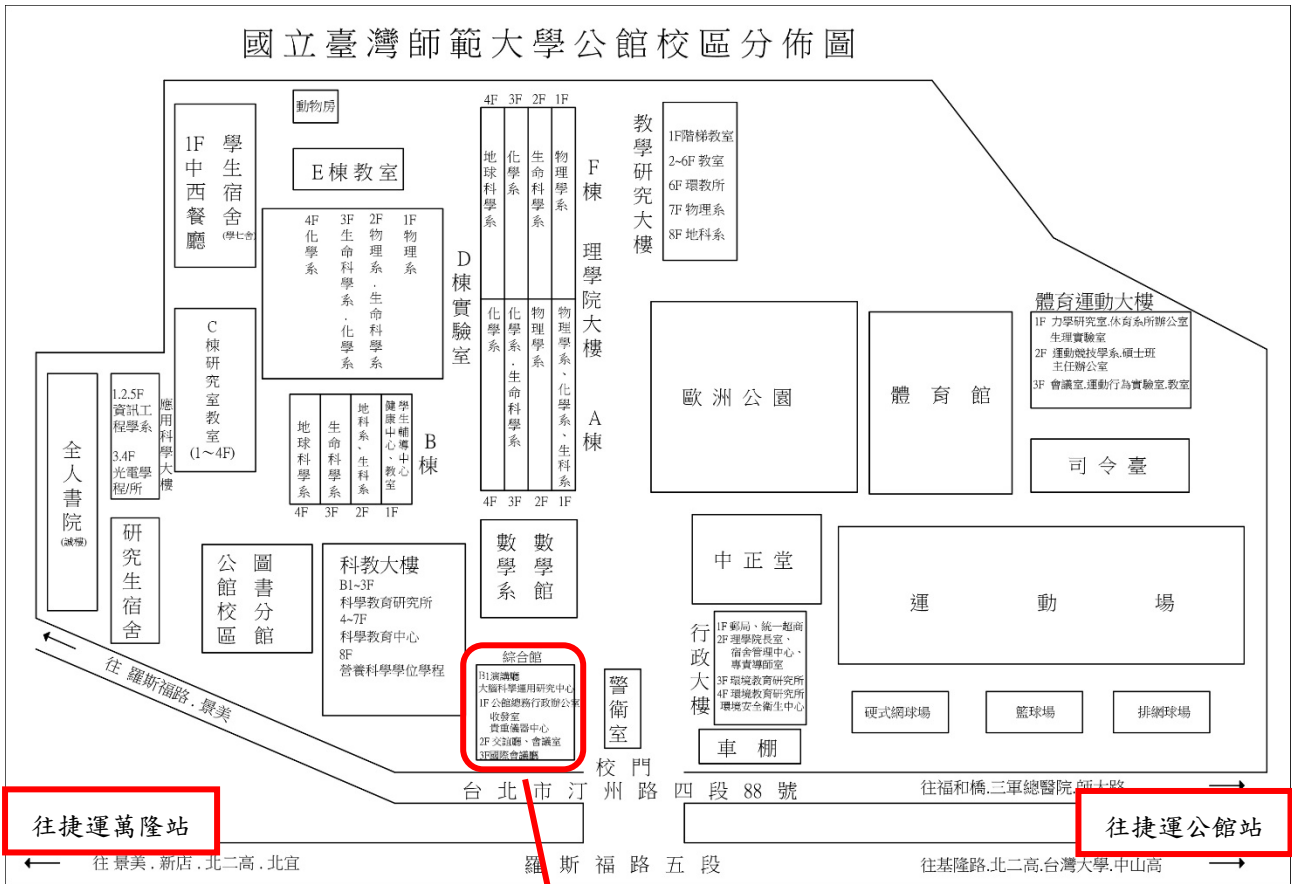 國立臺灣師範大學公館校區分佈圖
動物房
學生宿舍
(學七舍)
1F中西餐廳
E棟教室
4F化學系
3F生命科學系．化學系
2F物理系．生命科學系
1F物理系
D棟實驗室
4F 3F 2F 1F
地球科學系
化學系
生命科學系
物理學系
F棟
理學院大樓
A棟
化學系
化學系．生命科學系
物理學系
物理學系、化學系、生科系
4F 3F 2F 1F
教學研究大樓
1F階梯教室
2~6F 教室
6F 環教所
7F 物理系
8F 地科系
C棟研究室教室
(1～4F)
應用科學大樓
1.2.5F
資訊工
程學系
3.4F
光電學
程/所
全人書院
(誠樓)
研究生宿舍
地球科學系
生命科學系
地科系、生科系
學生輔導中心
健康中心、教室
B棟
4F 3F 2F 1F
歐洲公園
體育館
體育運動大樓
1F 力學研究室.休育系所辦公室
生理實驗室
2F 運動競技學系.碩士班
主任辦公室
3F 會議室.運動行為實驗室.教室
司令臺
圖書分館
公館校區
科教大樓
B1~3F
科學教育研究所
4~7F
科學教育中心
8F
營養科學學位學程
數學館
數學系
綜合館
B1演講廳
大腦科學運用研究中心
1F 公館總務行政辦公室
收發室
貴重儀器中心
2F 交誼廳、會議室
3F國際會議廳
警衛室
中正堂
行政大樓
1F 郵局、統一超商
2F 理學院長室、
宿舍管理中心、
專責導師室
3F 環境教育研究所
4F 環境教育研究所
環境安全衛生中心
車棚
運動場
硬式網球場
籃球場
排網球場
校門
往 羅斯福路．景美
台北市汀州路四段88號
往福和橋.三軍總醫院.師大路
往捷運萬隆站
往捷運公館站
往 景美．新店．北二高．北宜
羅斯福路五段
往基隆路.北二高.台灣大學.中山高